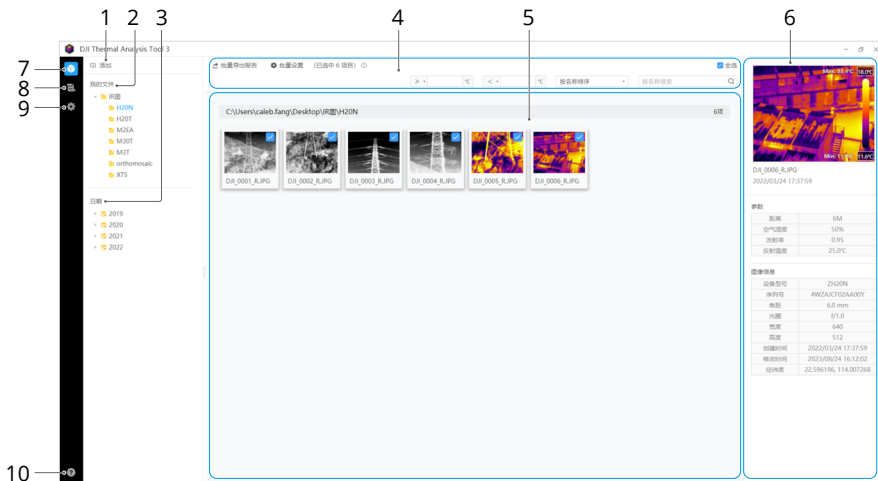 1 2 3 4 5 6
DJI Thermal Analysis Tool 3
7
8
9
10
添加
我的文件
IR图
H20N
H20T
M2EA
M30T
M3T
orthomosaic
XTS
日期
2019
2020
2021
2022
批量导出报告 批量设置 (已选中 6 项目) 全选
≥ ℃ < ℃ 按名称排序 按名称搜索
C:\Users\caleb.fang\Desktop\IR图\H20N 6项
DJI_0001_R.JPG DJI_0002_R.JPG DJI_0003_R.JPG DJI_0004_R.JPG DJI_0005_R.JPG DJI_0006_R.JPG
18.0℃
11.6℃
DJI_0006_R.JPG
2022/03/24 17:37:59
参数
距离 6M
空气湿度 50%
发射率 0.95
反射温度 25.0℃
图像信息
设备型号 ZH20N
序列号 4WZAJCF02AA00Y
焦距 6.0 mm
光圈 f/1.0
宽度 640
高度 512
创建时间 2022/03/24 17:37:59
修改时间 2023/08/24 16:12:02
经纬度 22.596196, 114.007268